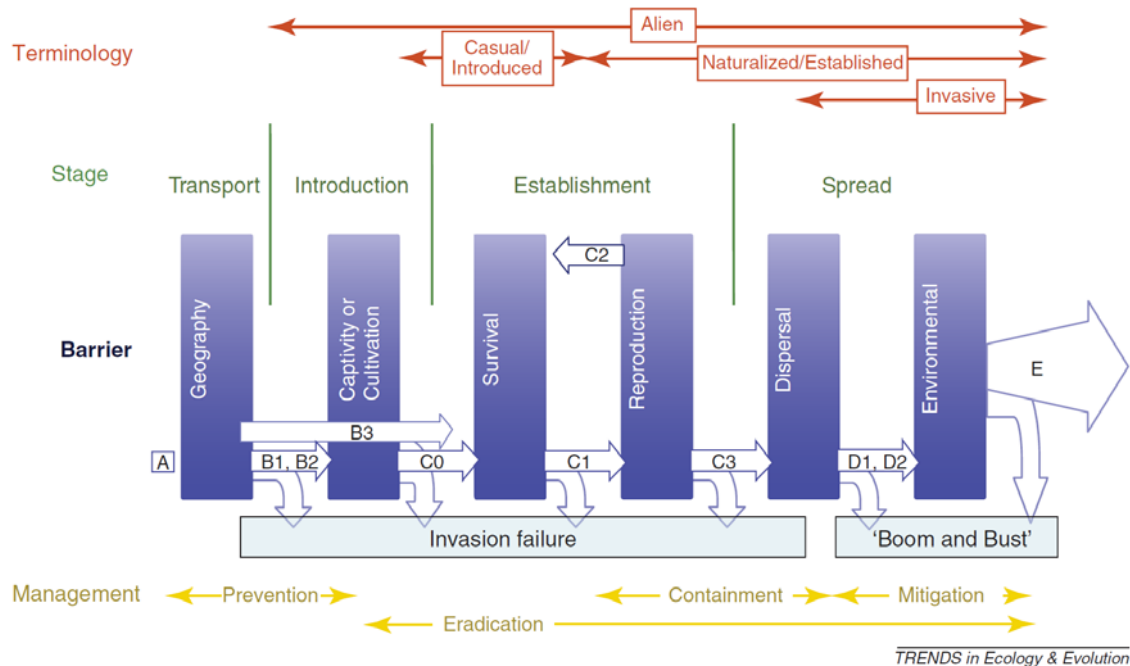 Terminology
Alien
Casual/
Introduced
Naturalized/Established
Invasive
Stage
Transport
Introduction
Establishment
Spread
Barrier
Geography
Captivity or
Cultivation
Survival
Reproduction
Dispersal
Environmental
C2
E
B3
A
B1, B2
C0
C1
C3
D1, D2
Invasion failure
'Boom and Bust'
Management
Prevention
Containment
Mitigation
Eradication
TRENDS in Ecology & Evolution